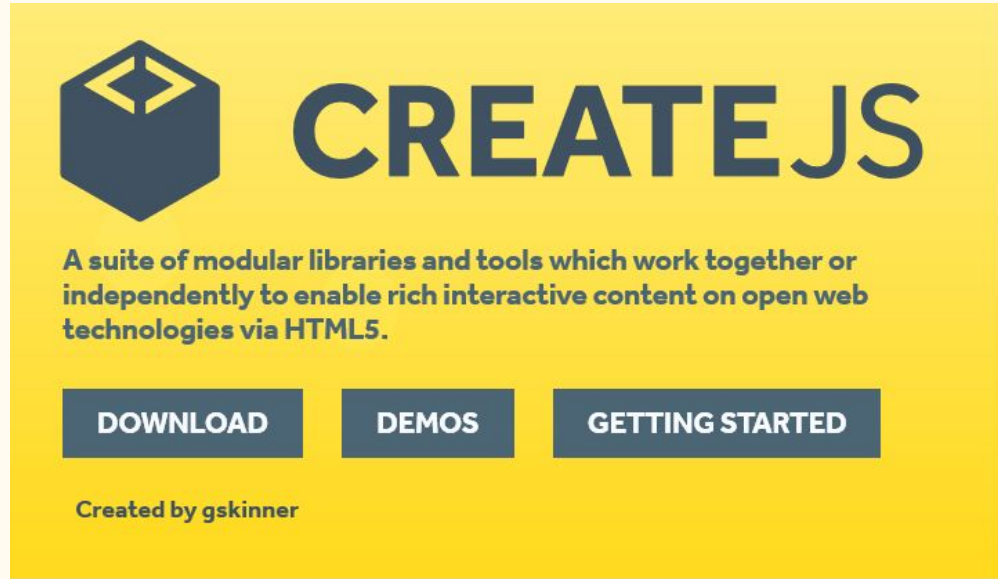 CREATEJS
A suite of modular libraries and tools which work together or
independently to enable rich interactive content on open web
technologies via HTML5.
DOWNLOAD DEMOS GETTING STARTED
Created by gskinner